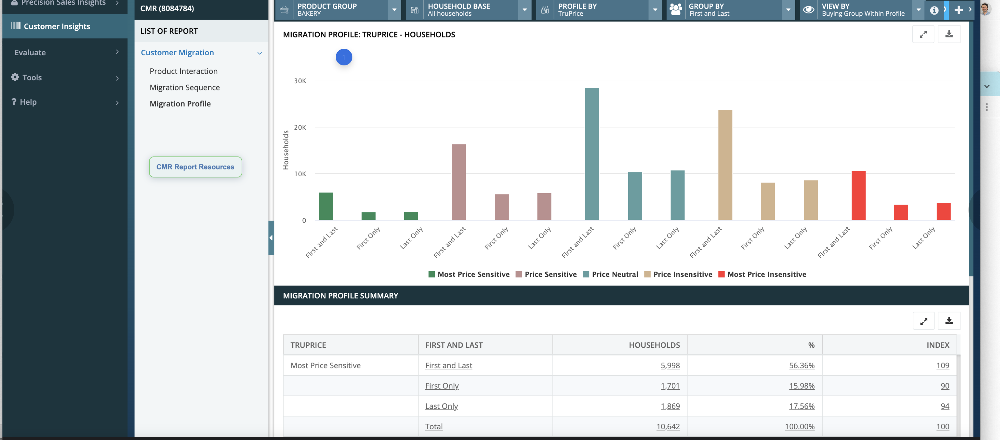 Precision Sales Insights
Customer Insights
Evaluate
Tools
? Help
CMR (8084784)
LIST OF REPORT
Customer Migration
Product Interaction
Migration Sequence
Migration Profile
CMR Report Resources
PRODUCT GROUP
BAKERY
HOUSEHOLD BASE
All households
PROFILE BY
TruPrice
GROUP BY
First and Last
VIEW BY
Buying Group Within Profile
MIGRATION PROFILE: TRUPRICE - HOUSEHOLDS
1
Households
30K
20K
10K
0
First and Last
First Only
Last Only
First and Last
First Only
Last Only
First and Last
First Only
Last Only
First and Last
First Only
Last Only
First and Last
First Only
Last Only
Most Price Sensitive Price Sensitive Price Neutral Price Insensitive Most Price Insensitive
MIGRATION PROFILE SUMMARY
TRUPRICE FIRST AND LAST HOUSEHOLDS % INDEX
Most Price Sensitive First and Last 5,998 56.36% 109
First Only 1,701 15.98% 90
Last Only 1,869 17.56% 94
Total 10,642 100.00% 100